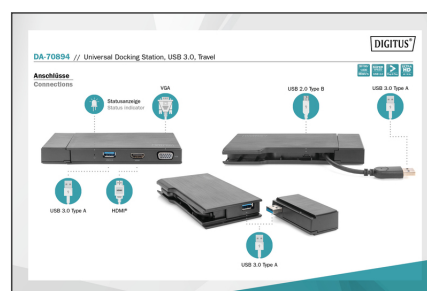 DIGITUS®
DA-70894 // Universal Docking Station, USB 3.0, Travel
Anschlüsse
Connections
Statusanzeige
Status indicator
VGA
USB 2.0 Type B
USB 3.0 Type A
USB 3.0 Type A
HDMI®
USB 3.0 Type A